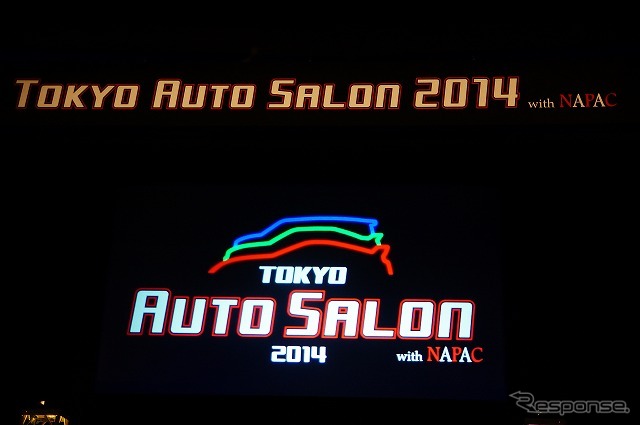 TOKYO AUTO SALON 2014 with NAPAC
TOKYO
AUTO SALON
2014 with NAPAC
Response.